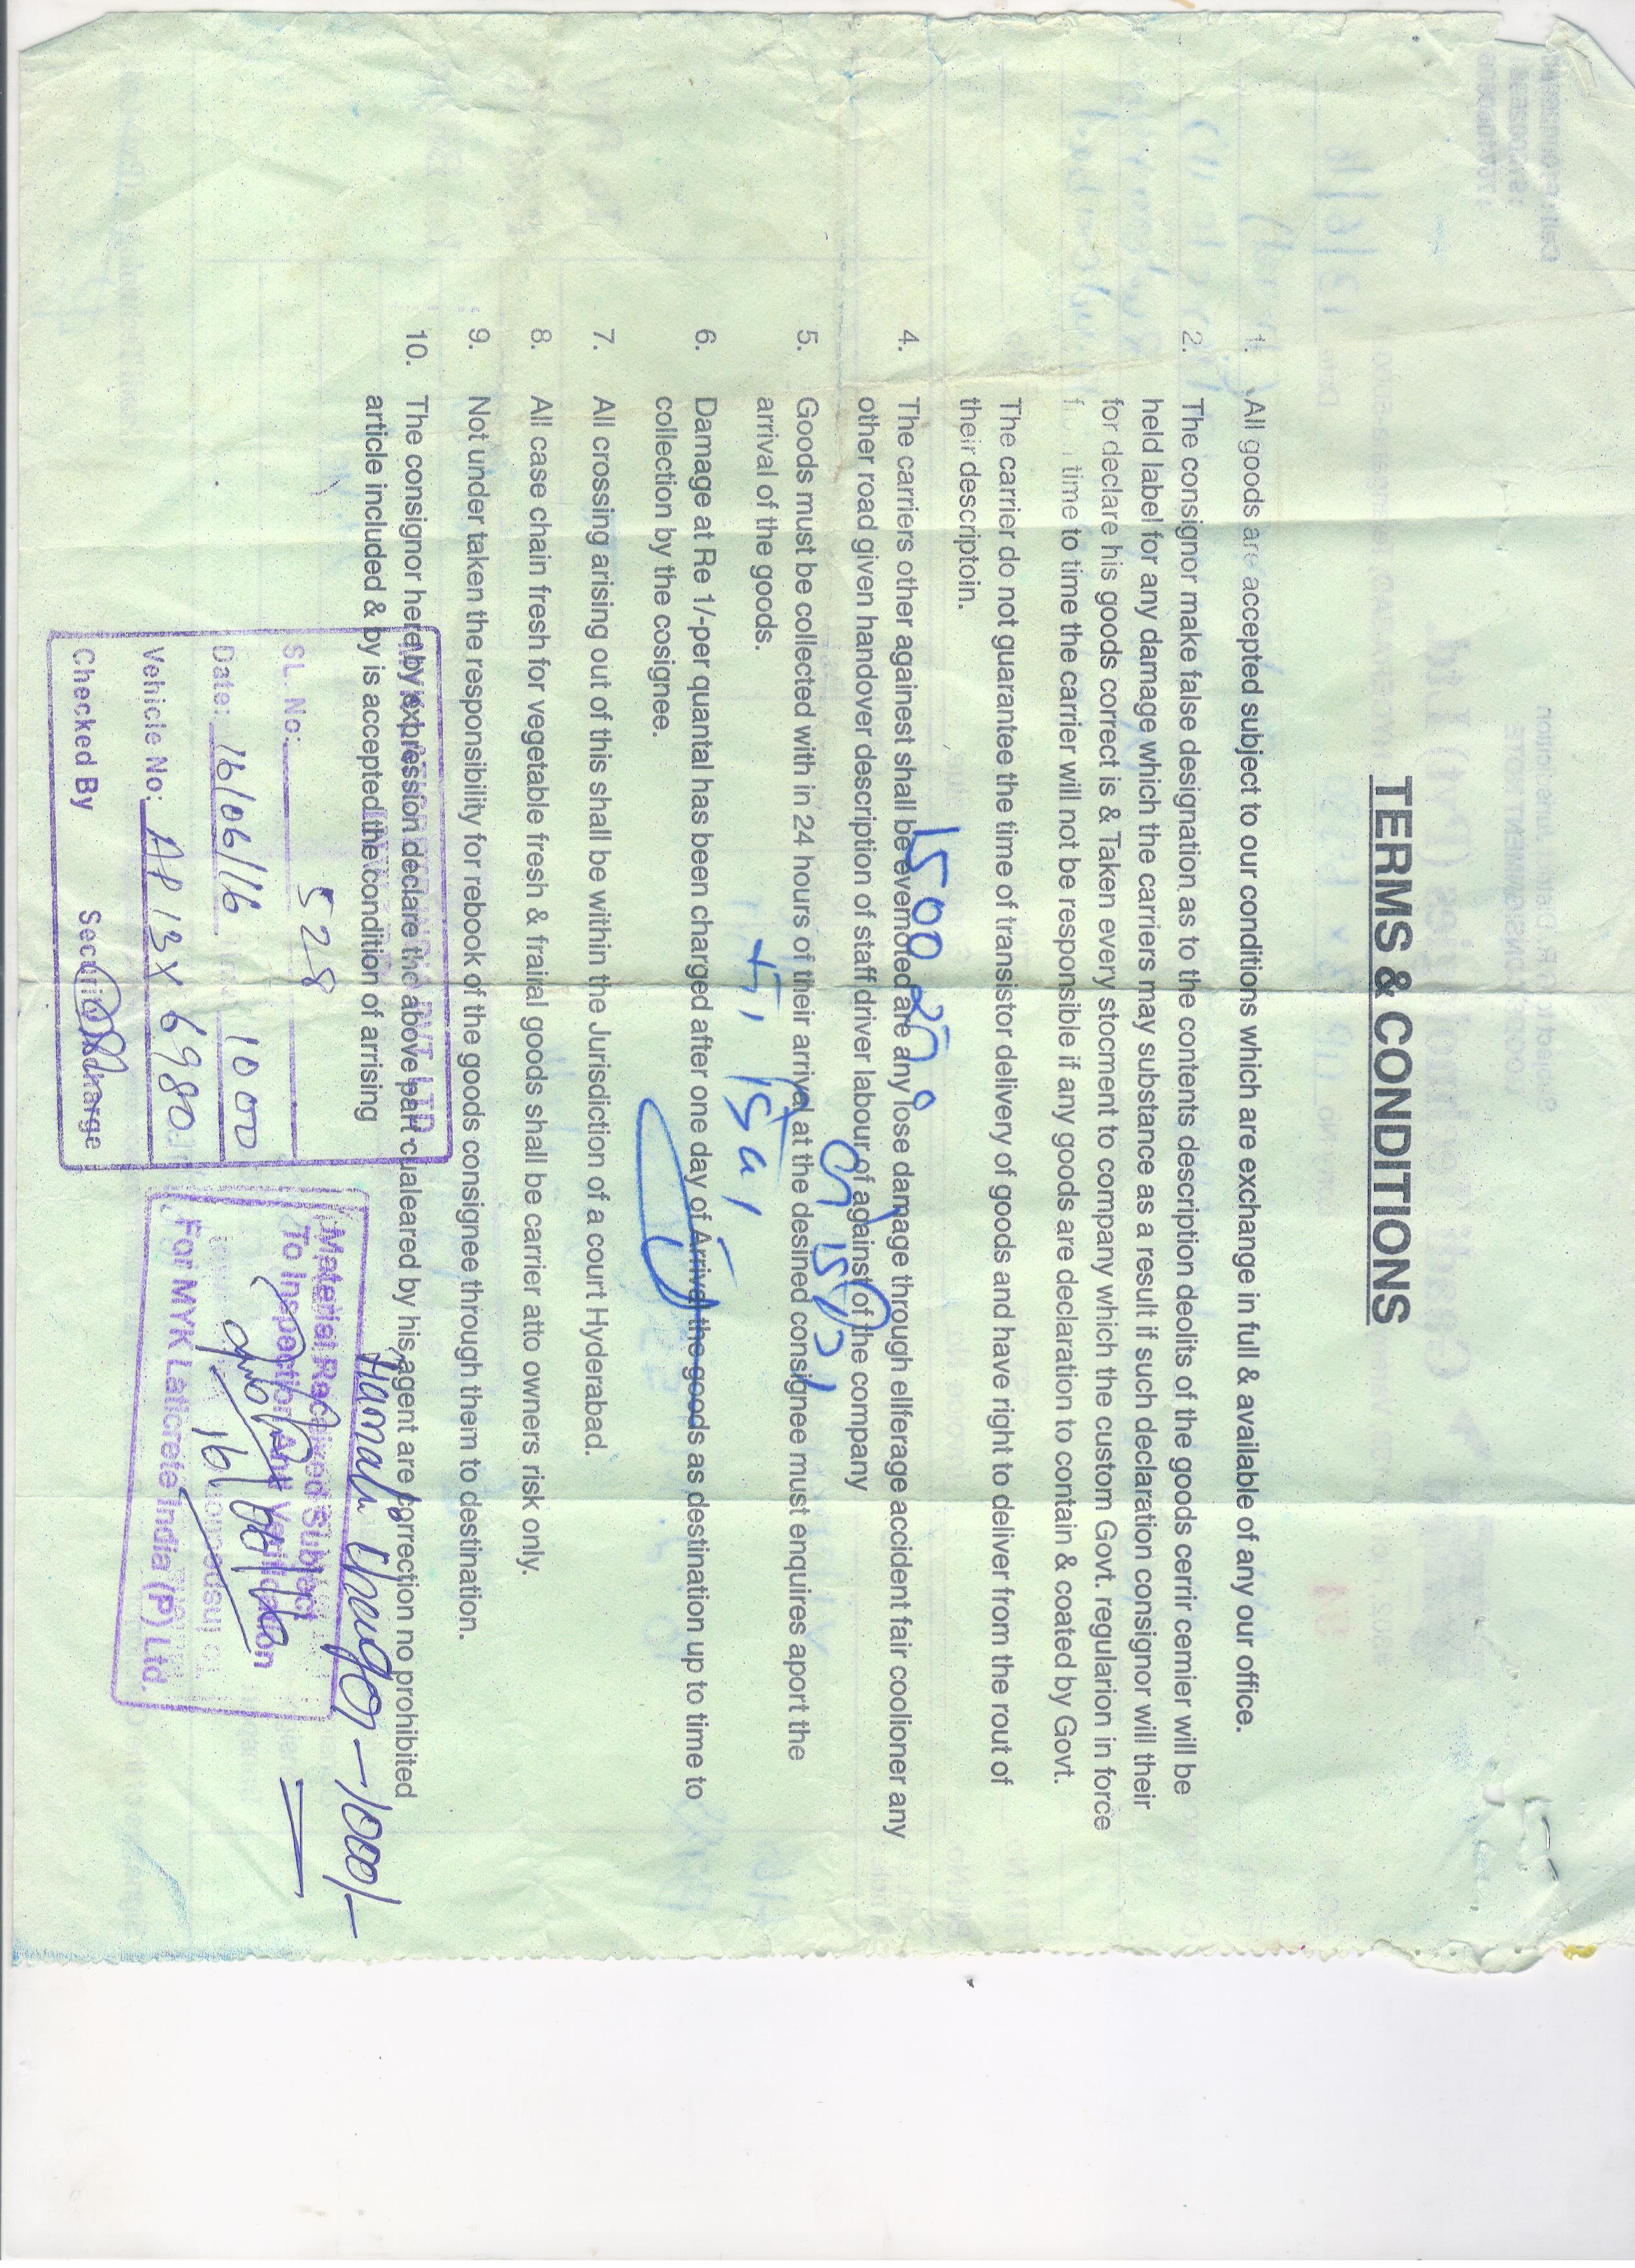 TERMS & CONDITIONS
1. All goods are accepted subject to our conditions which are exchange in full & available of any our office.
2. The consignor make false designation as to the contents description deolits of the goods cerrir cemier will be
held label for any damage which the carriers may substance as a result if such declaration consignor will their
for declare his goods correct is & Taken every stocment to company which the custom Govt. regularion in force
time to time the carrier will not be responsible if any goods are declaration to contain & coated by Govt.
The carrier do not guarantee the time of transistor delivery of goods and have right to deliver from the rout of
their descriptoin.
4. The carriers other againest shall be evemoted are any lose damage through ellferage accident fair coolioner any
other road given handover description of staff driver labour of against of the company
1500
5. Goods must be collected with in 24 hours of their arrival at the desined consignee must enquires aport the
arrival of the goods.
6. Damage at Re 1/-per quantal has been charged after one day of Arrival the goods as destination up to time to
collection by the cosignee.
7. All crossing arising out of this shall be within the Jurisdiction of a court Hyderabad.
8. All case chain fresh for vegetable fresh & fraijal goods shall be carrier atto owners risk only.
9. Not under taken the responsibility for rebook of the goods consignee through them to destination.
10. The consignor here by expression declare the above part cualeared by his agent are correction no prohibited
article included & by is accepted the condition of arrising
PVT. LTD.
SL. No: 528
Date: 16/06/16 1000
Vehicle No: AP 13X 6980
Checked By Security Incharge
Hamali Charges - 1000/-
Material Received Subject
To Inspection And Verification
16/06/16
For MYK Laticrete India (P) Ltd.